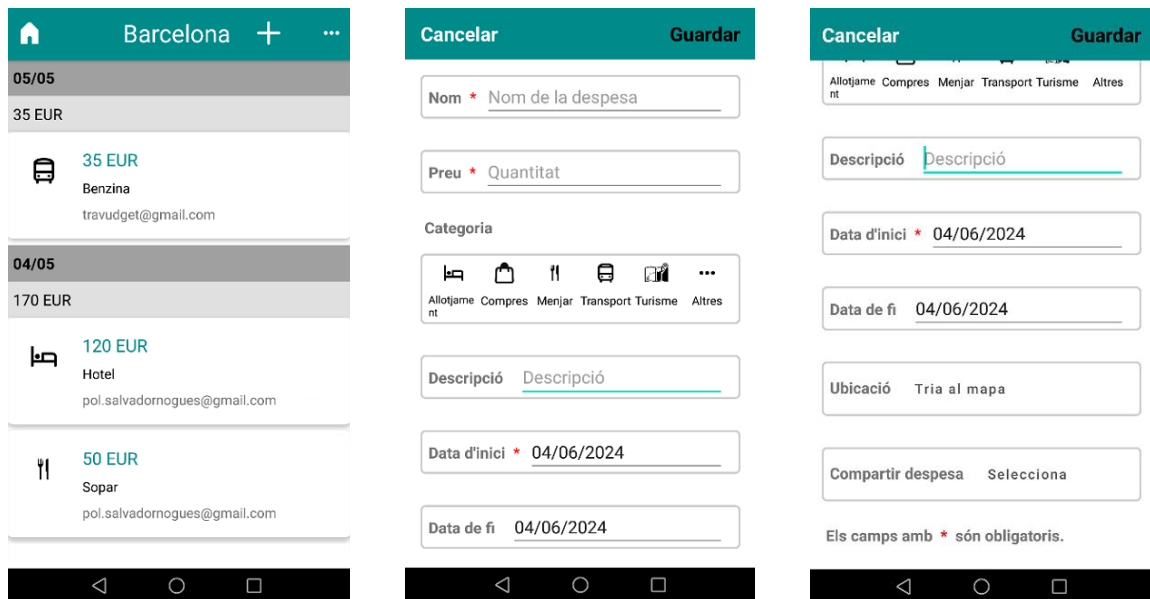 Barcelona
05/05
35 EUR
35 EUR
Benzina
travudget@gmail.com
04/05
170 EUR
120 EUR
Hotel
pol.salvadornogues@gmail.com
50 EUR
Sopar
pol.salvadornogues@gmail.com
Cancelar Guardar
Nom * Nom de la despesa
Preu * Quantitat
Categoria
Allotjame Compres Menjar Transport Turisme Altres
nt
Descripció Descripció
Data d'inici * 04/06/2024
Data de fi 04/06/2024
Cancelar Guardar
Allotjame Compres Menjar Transport Turisme Altres
nt
Descripció Descripció
Data d'inici * 04/06/2024
Data de fi 04/06/2024
Ubicació Tria al mapa
Compartir despesa Selecciona
Els camps amb * són obligatoris.